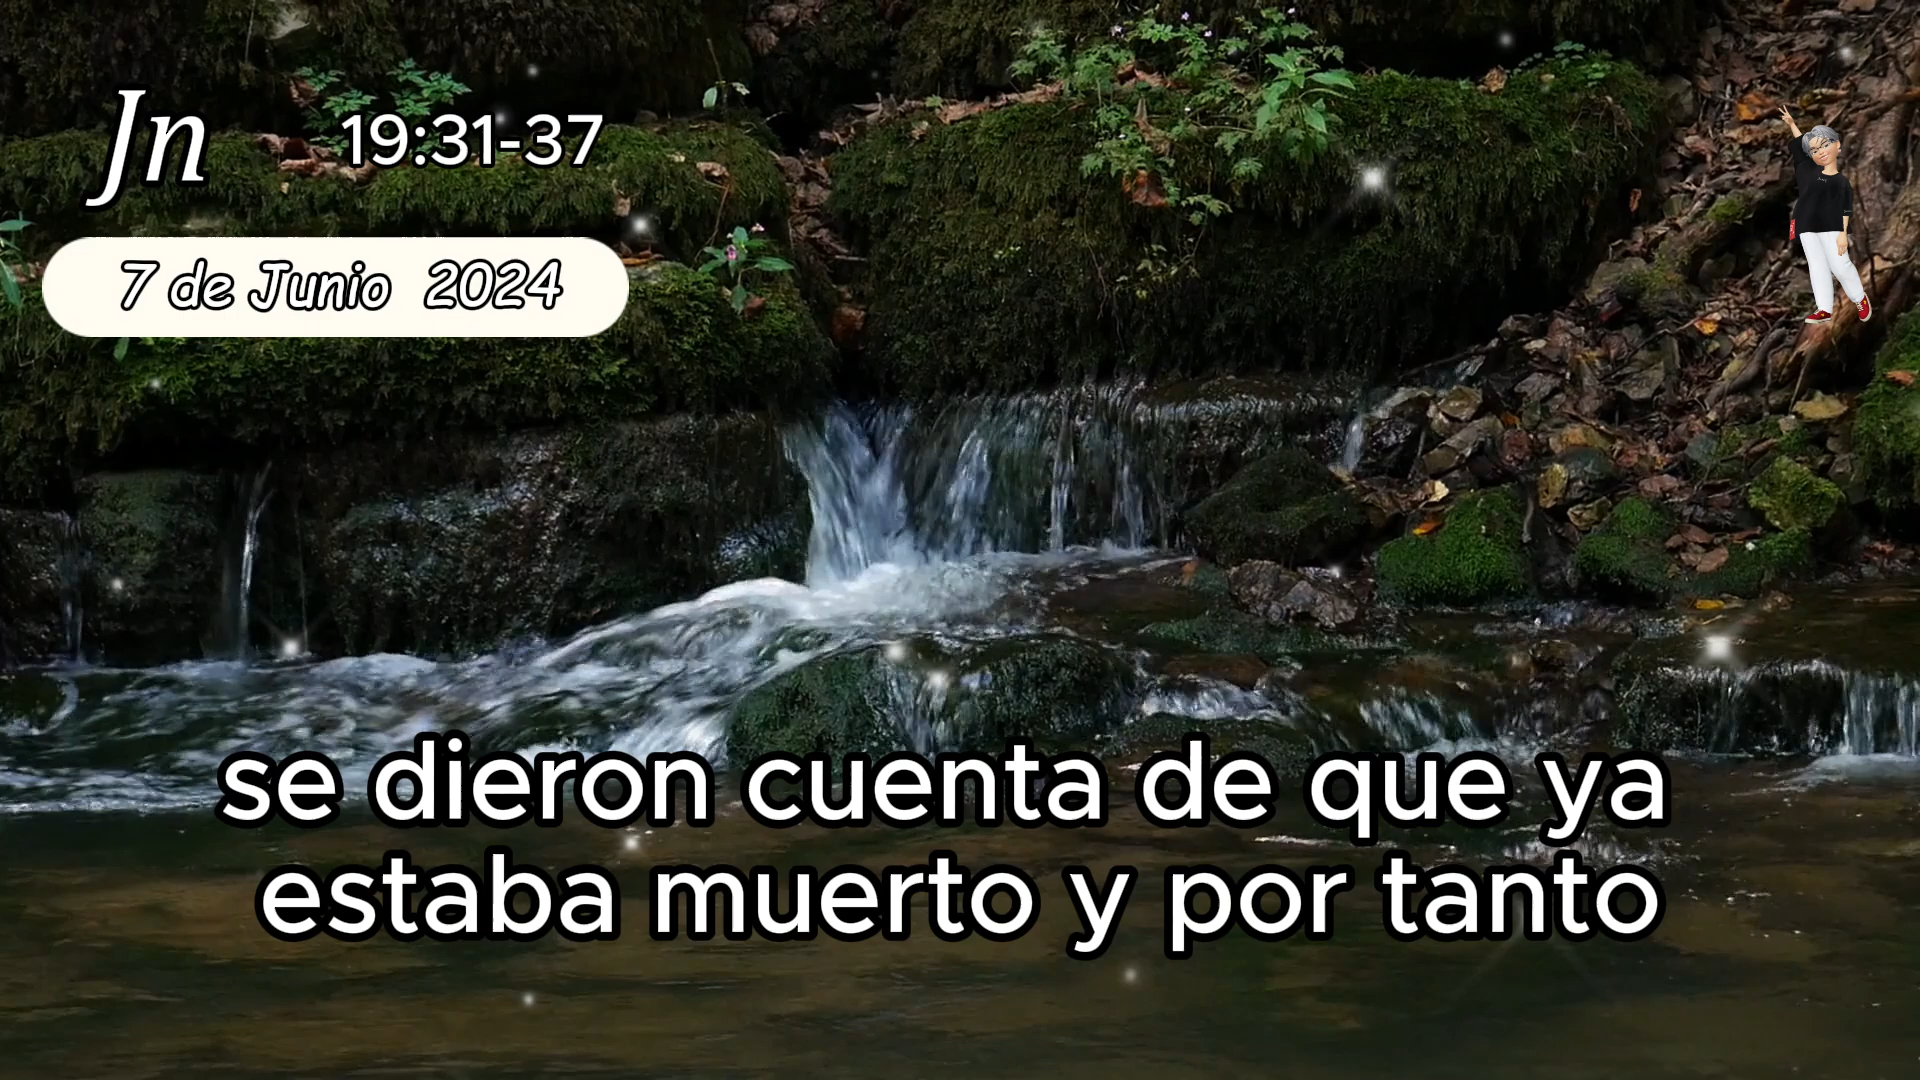 Jn 19:31-37
7 de Junio 2024
se dieron cuenta de que ya
estaba muerto y por tanto